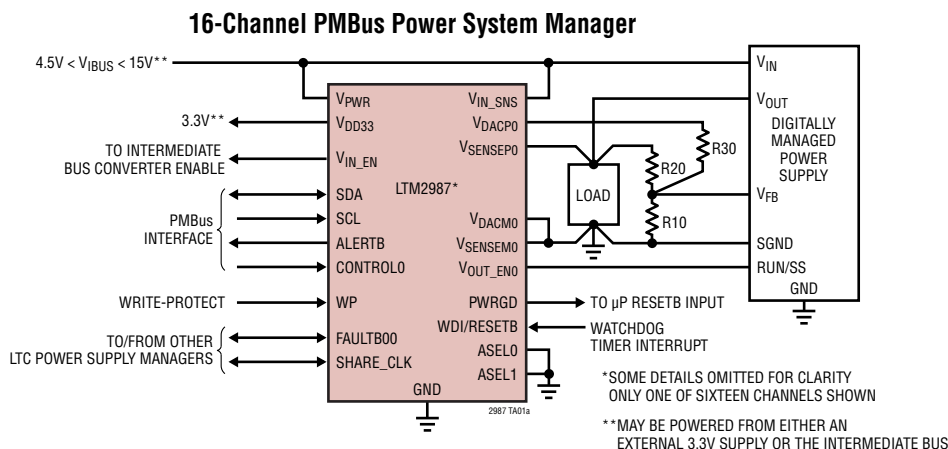 16-Channel PMBus Power System Manager
4.5V < VIBUS < 15V**
3.3V**
TO INTERMEDIATE
BUS CONVERTER ENABLE
PMBus
INTERFACE
WRITE-PROTECT
TO/FROM OTHER
LTC POWER SUPPLY MANAGERS
VPWR
VDD33
VIN_EN
SDA
SCL
ALERTB
CONTROL0
WP
FAULTB00
SHARE_CLK
GND
LTM2987*
VIN_SNS
VDACP0
VSENSEP0
VDACM0
VSENSEM0
VOUT_EN0
PWRGD
WDI/RESETB
ASEL0
ASEL1
2987 TA01a
LOAD
R20
R30
R10
VIN
VOUT
DIGITALLY
MANAGED
POWER
SUPPLY
VFB
SGND
RUN/SS
GND
TO µP RESETB INPUT
WATCHDOG
TIMER INTERRUPT
*SOME DETAILS OMITTED FOR CLARITY
ONLY ONE OF SIXTEEN CHANNELS SHOWN
**MAY BE POWERED FROM EITHER AN
EXTERNAL 3.3V SUPPLY OR THE INTERMEDIATE BUS